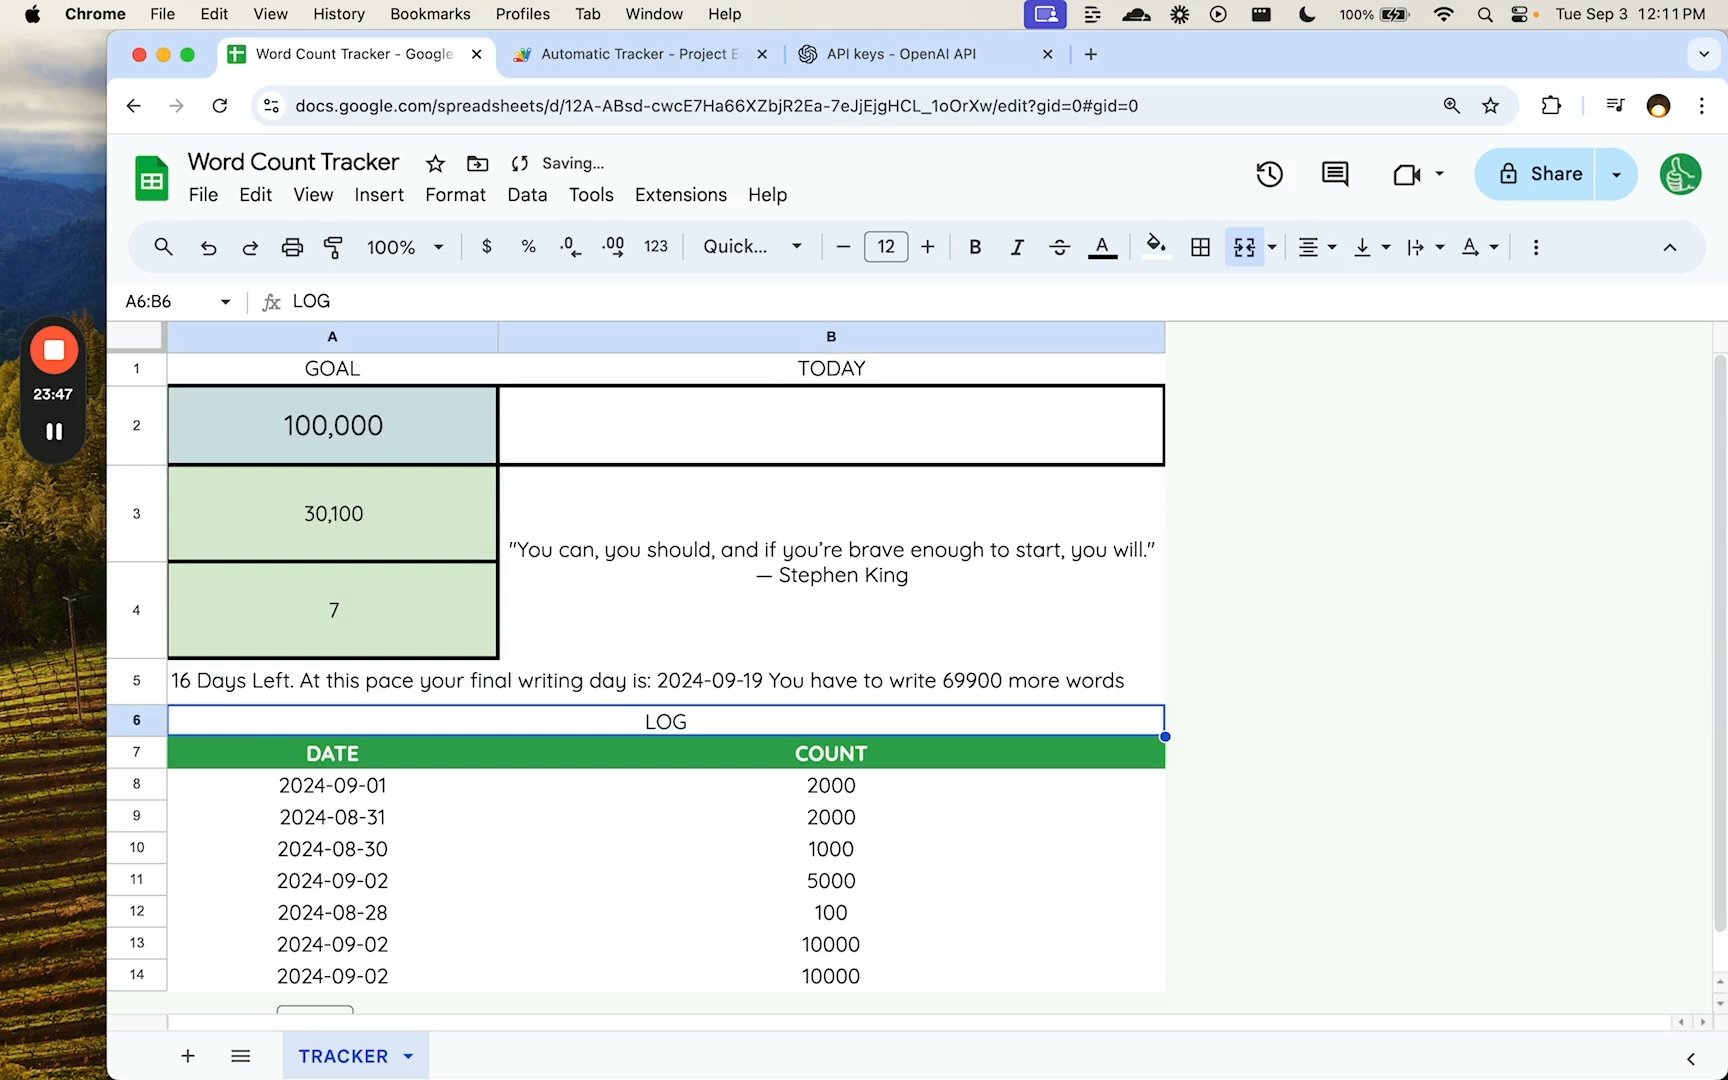 Chrome File Edit View History Bookmarks Profiles Tab Window Help 100% Tue Sep 3 12:11 PM
Word Count Tracker - Google Automatic Tracker - Project E API keys - OpenAI API
docs.google.com/spreadsheets/d/12A-ABsd-cwcE7Ha66XZbjR2Ea-7eJjEjgHCL_1oOrXw/edit?gid=0#gid=0
Word Count Tracker Saving...
File Edit View Insert Format Data Tools Extensions Help
Share
100% $ % .0 .00 123 Quick... 12 B I S A A
A6:B6 fx LOG
A B
1 GOAL TODAY
2 100,000
3 30,100
"You can, you should, and if you're brave enough to start, you will."
— Stephen King
4 7
5 16 Days Left. At this pace your final writing day is: 2024-09-19 You have to write 69900 more words
6 LOG
7 DATE COUNT
8 2024-09-01 2000
9 2024-08-31 2000
10 2024-08-30 1000
11 2024-09-02 5000
12 2024-08-28 100
13 2024-09-02 10000
14 2024-09-02 10000
TRACKER
23:47